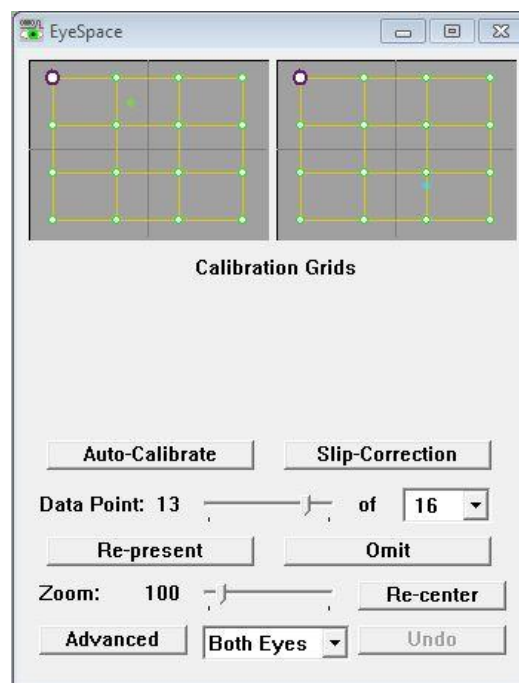 EyeSpace
Calibration Grids
Auto-Calibrate Slip-Correction
Data Point: 13 of 16
Re-present Omit
Zoom: 100 Re-center
Advanced Both Eyes Undo